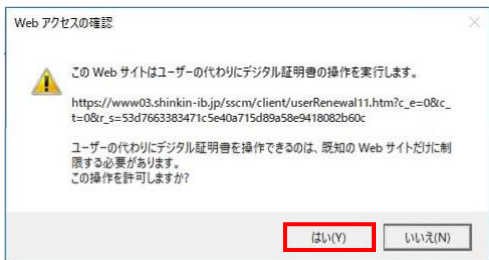 Web アクセスの確認
この Web サイトはユーザーの代わりにデジタル証明書の操作を実行します。
https://www03.shinkin-ib.jp/sscm/client/userRenewal11.htm?c_e=0&c_
t=0&r_s=53d7663383471c5e40a715d89a58e9418082b60c
ユーザーの代わりにデジタル証明書を操作できるのは、既知の Web サイトだけに制
限する必要があります。
この操作を許可しますか?
はい(Y)
いいえ(N)